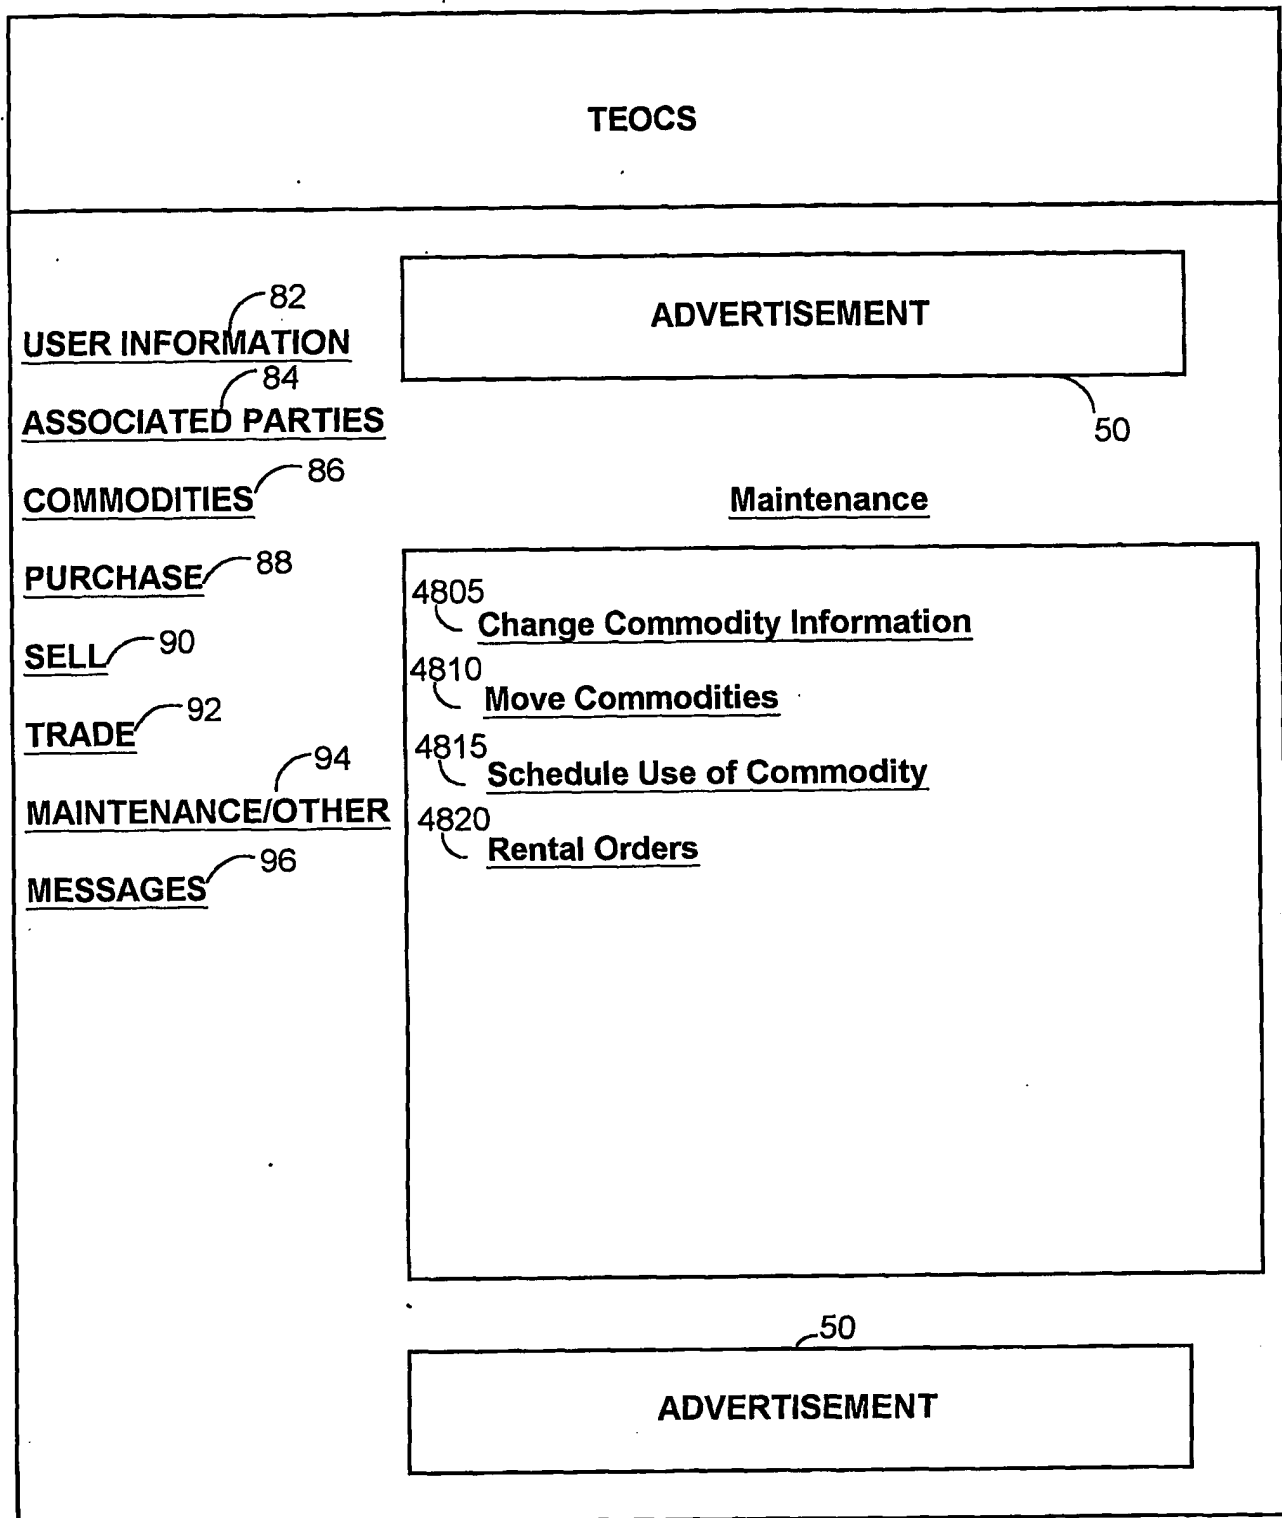 TEOCS
82
USER INFORMATION
84
ASSOCIATED PARTIES
86
COMMODITIES
88
PURCHASE
90
SELL
92
TRADE
94
MAINTENANCE/OTHER
96
MESSAGES
ADVERTISEMENT
50
Maintenance
4805
Change Commodity Information
4810
Move Commodities
4815
Schedule Use of Commodity
4820
Rental Orders
50
ADVERTISEMENT